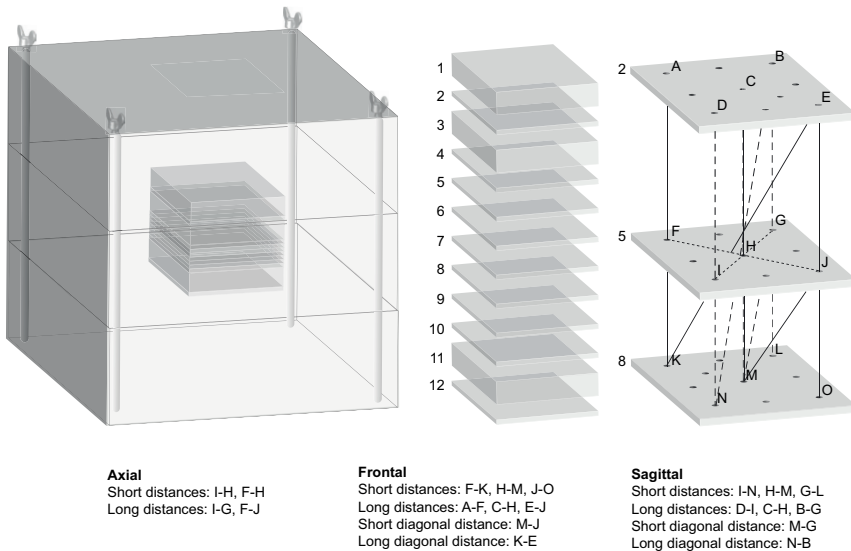 1
2
3
4
5
6
7
8
9
10
11
12
2
A
B
C
D
E
5
F
G
H
I
J
8
K
L
M
N
O
Axial
Short distances: I-H, F-H
Long distances: I-G, F-J
Frontal
Short distances: F-K, H-M, J-O
Long distances: A-F, C-H, E-J
Short diagonal distance: M-J
Long diagonal distance: K-E
Sagittal
Short distances: I-N, H-M, G-L
Long distances: D-I, C-H, B-G
Short diagonal distance: M-G
Long diagonal distance: N-B